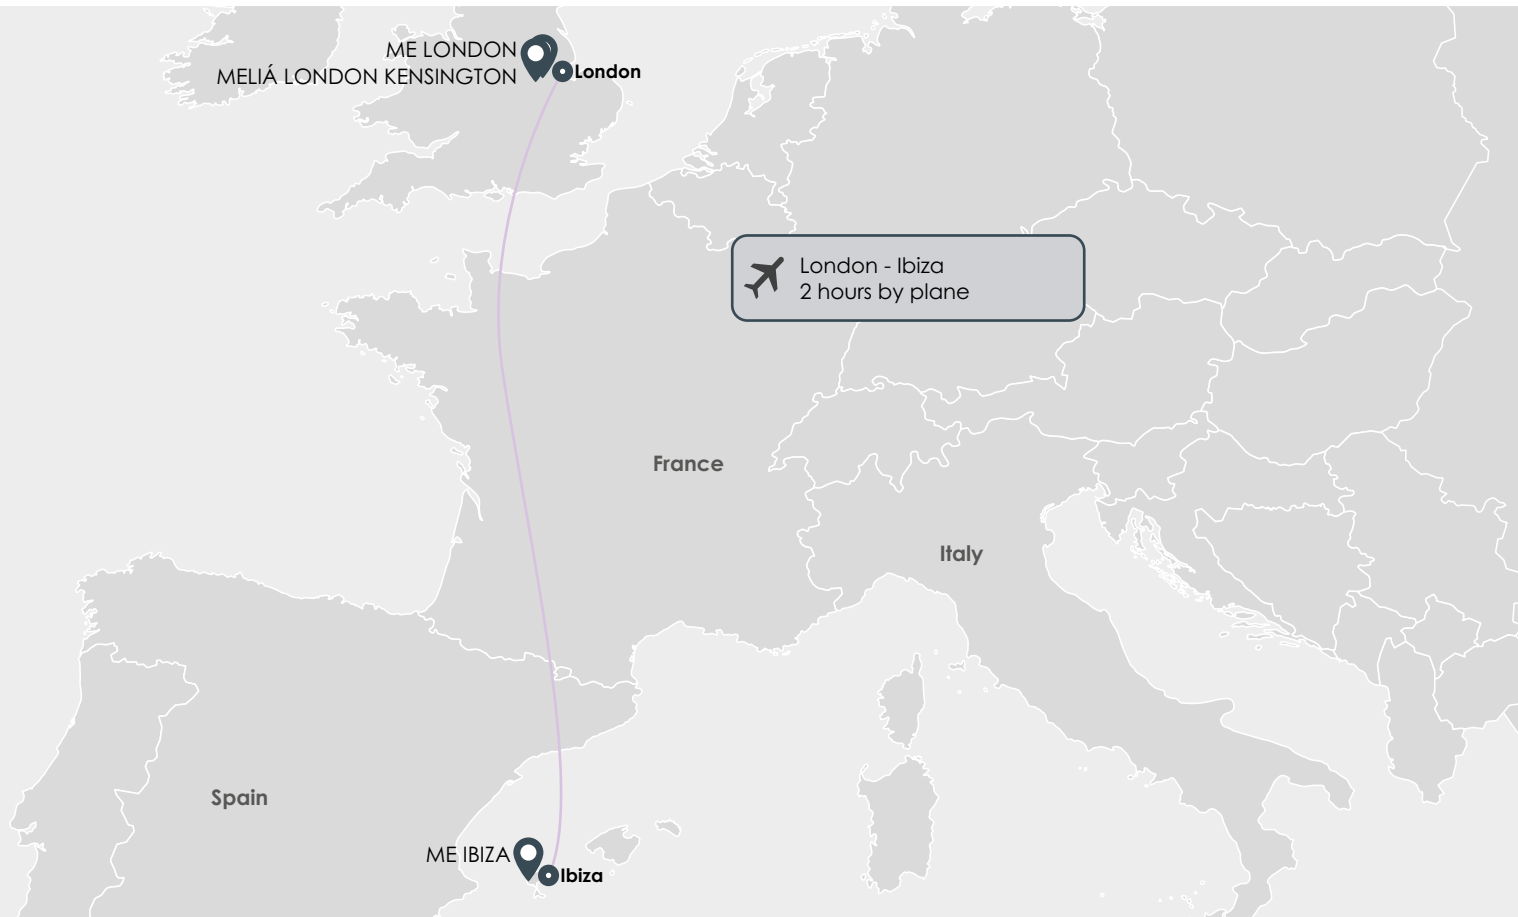 ME LONDON
MELIÁ LONDON KENSINGTON
London
London - Ibiza
2 hours by plane
France
Italy
Spain
ME IBIZA
Ibiza